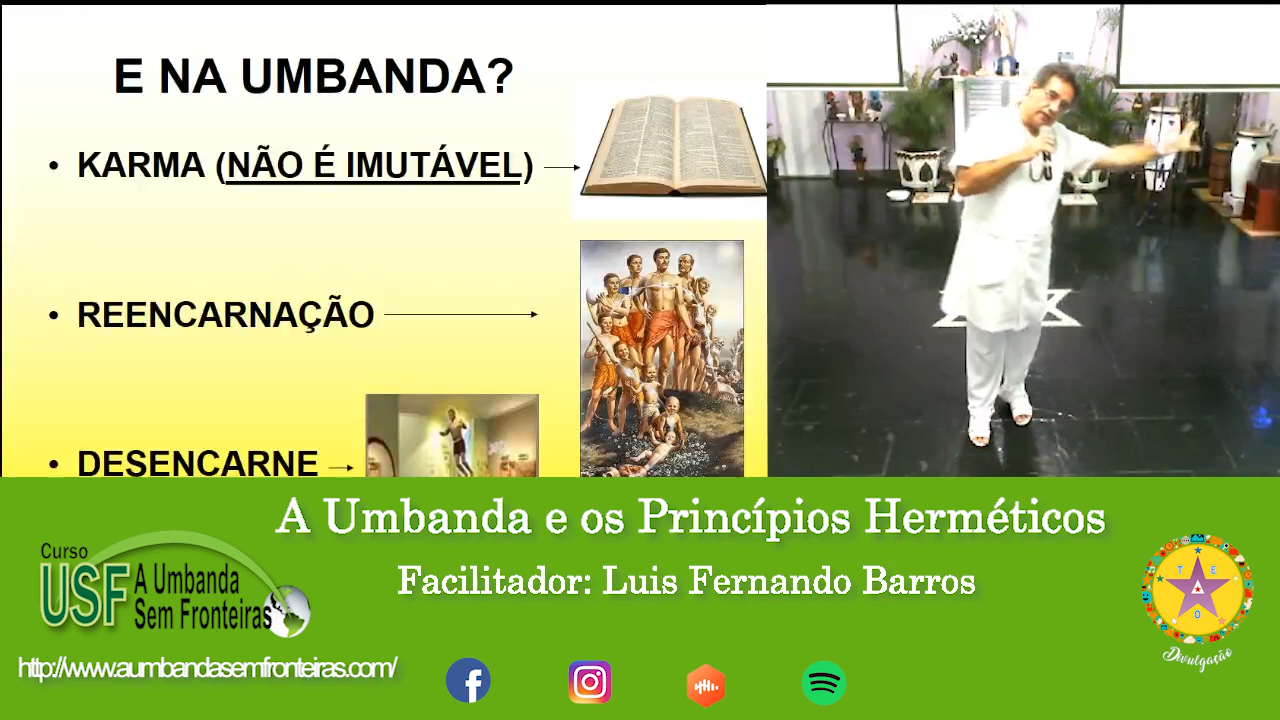 E NA UMBANDA?
• KARMA (NÃO É IMUTÁVEL)
• REENCARNAÇÃO
• DESENCARNE
A Umbanda e os Princípios Herméticos
Facilitador: Luis Fernando Barros
Curso
USF A Umbanda
Sem Fronteiras
http://www.aumbandasemfronteiras.com/
T E
A
O
Divulgação